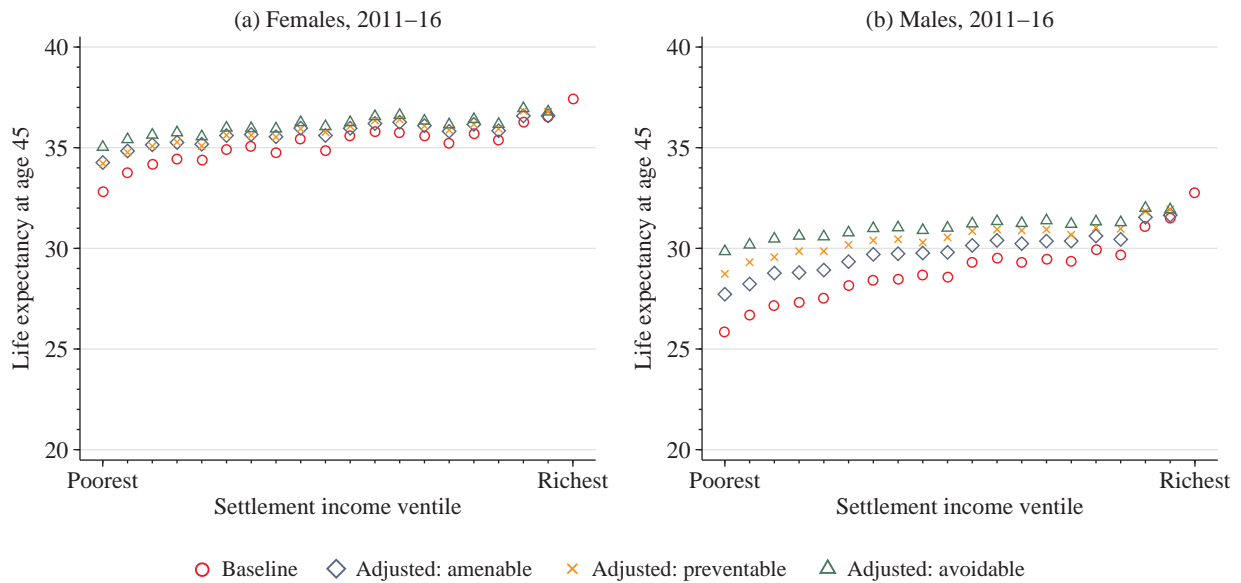 (a) Females, 2011–16
40
35
30
25
20
Life expectancy at age 45
Poorest
Richest
Settlement income ventile
(b) Males, 2011–16
40
35
30
25
20
Life expectancy at age 45
Poorest
Richest
Settlement income ventile
Baseline
Adjusted: amenable
Adjusted: preventable
Adjusted: avoidable